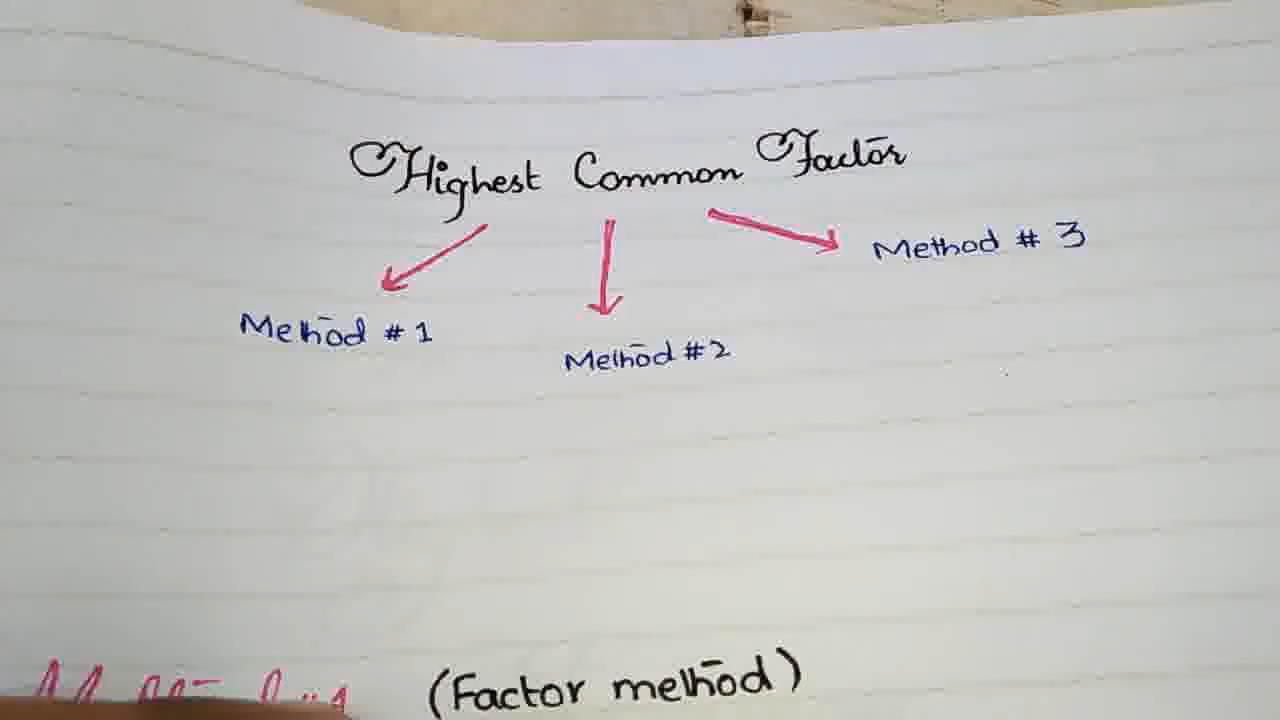 Highest Common Factor
Method # 1
Method # 2
Method # 3
(Factor method)